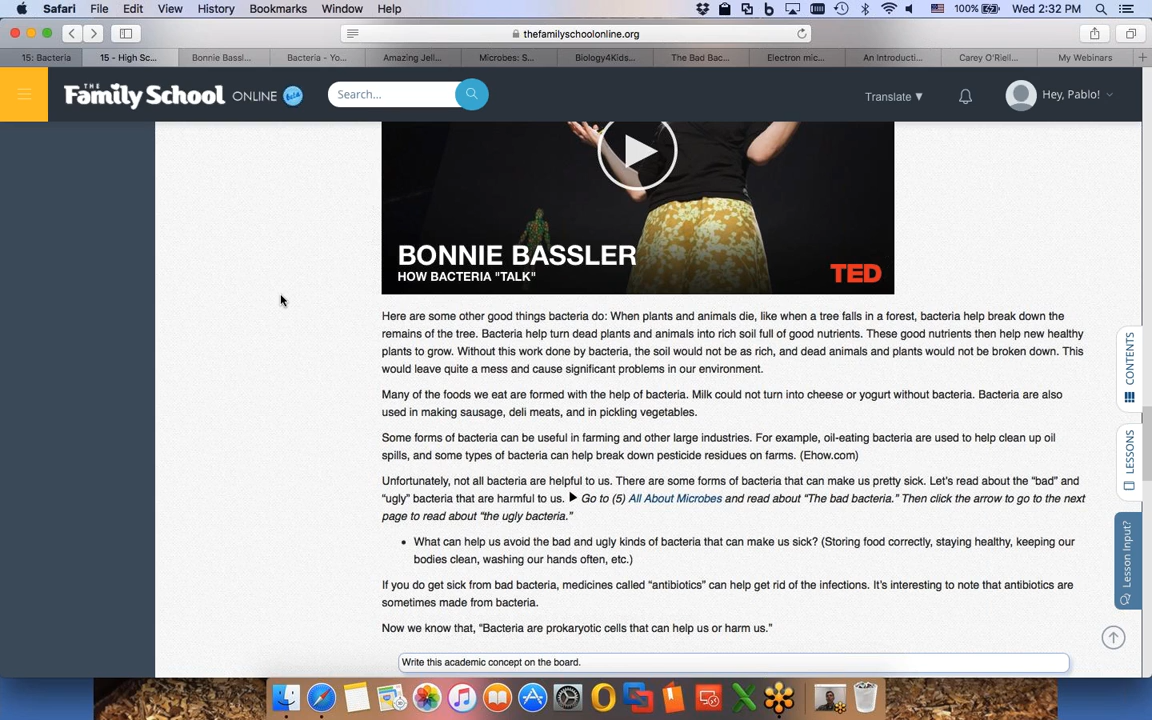 Safari File Edit View History Bookmarks Window Help 100% Wed 2:32 PM
thefamilyschoolonline.org
15: Bacteria 15 - High Sc... Bonnie Bassl... Bacteria - Yo... Amazing Jell... Microbes: S... Biology4Kids... The Bad Bac... Electron mic... An Introducti... Carey O'Riell... My Webinars
THE Family School ONLINE beta Search... Translate ▼ Hey, Pablo!
BONNIE BASSLER
HOW BACTERIA "TALK"
TED
Here are some other good things bacteria do: When plants and animals die, like when a tree falls in a forest, bacteria help break down the
remains of the tree. Bacteria help turn dead plants and animals into rich soil full of good nutrients. These good nutrients then help new healthy
plants to grow. Without this work done by bacteria, the soil would not be as rich, and dead animals and plants would not be broken down. This
would leave quite a mess and cause significant problems in our environment.
Many of the foods we eat are formed with the help of bacteria. Milk could not turn into cheese or yogurt without bacteria. Bacteria are also
used in making sausage, deli meats, and in pickling vegetables.
Some forms of bacteria can be useful in farming and other large industries. For example, oil-eating bacteria are used to help clean up oil
spills, and some types of bacteria can help break down pesticide residues on farms. (Ehow.com)
Unfortunately, not all bacteria are helpful to us. There are some forms of bacteria that can make us pretty sick. Let's read about the “bad” and
“ugly” bacteria that are harmful to us. ▶ Go to (5) All About Microbes and read about “The bad bacteria.” Then click the arrow to go to the next
page to read about “the ugly bacteria.”
• What can help us avoid the bad and ugly kinds of bacteria that can make us sick? (Storing food correctly, staying healthy, keeping our
bodies clean, washing our hands often, etc.)
If you do get sick from bad bacteria, medicines called “antibiotics” can help get rid of the infections. It's interesting to note that antibiotics are
sometimes made from bacteria.
Now we know that, “Bacteria are prokaryotic cells that can help us or harm us.”
Write this academic concept on the board.
CONTENTS
LESSONS
Lesson Input?